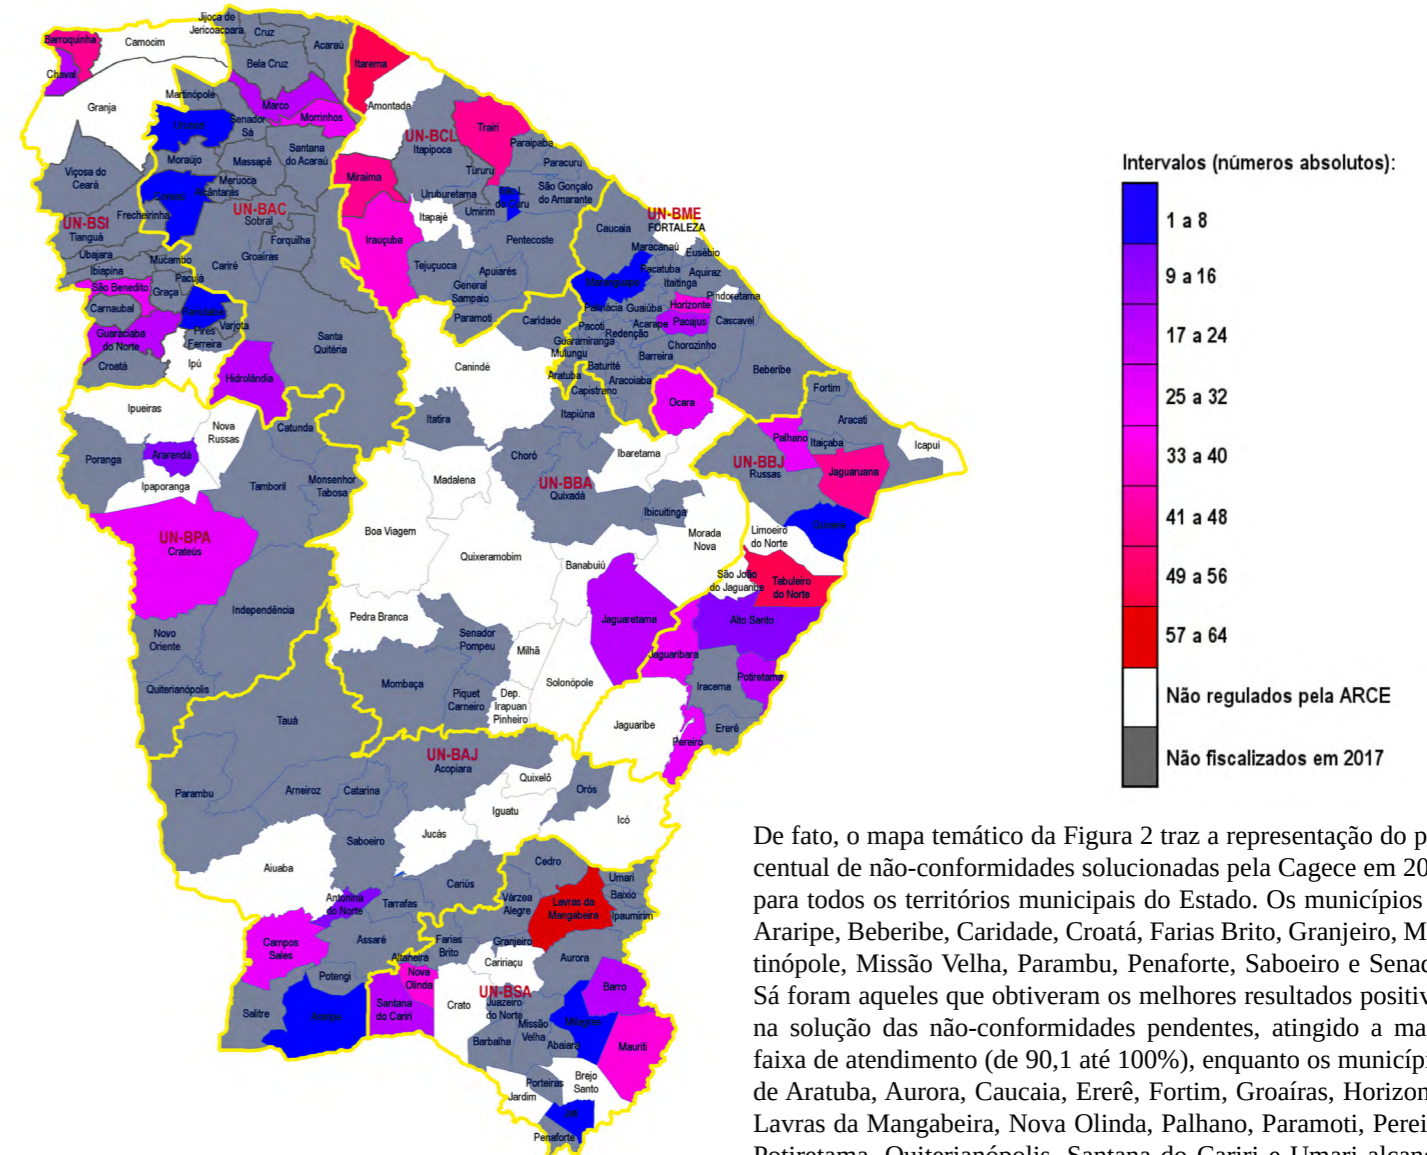 Jijoca de
Jericoacoara
Cruz
Acaraú
Barroquinha
Camocim
Bela Cruz
Itarema
Chaval
Granja
Martinópole
Marco
Amontada
Morrinhos
Uruoca
Senador
Sá
Trairi
UN-BCL
Itapipoca
Paraipaba
Moraújo
Massapê
Santana
do Acaraú
Paracuru
Viçosa do
Ceará
Meruoca
Alcântaras
Coreaú
Miraíma
Tururu
São Gonçalo
do Amarante
Uruburetama
São L.
do Curu
Umirim
Frecheirinha
UN-BAC
Sobral
Itapajé
UN-BSI
Tianguá
Forquilha
Irauçuba
Pentecoste
Caucaia
UN-BME
FORTALEZA
Maracanaú
Eusébio
Ubajara
Ibiapina
Mucambo
Groaíras
Cariré
Tejuçuoca
Apuiarés
Pacatuba
Itaitinga
Aquiraz
Maranguape
Pacujá
São Benedito
Graça
General
Sampaio
Pindoretama
Carnaubal
Reriutaba
Varjota
Paramoti
Caridade
Palmácia
Guaiúba
Horizonte
Pacajus
Cascavel
Guaraciaba
do Norte
Pires
Ferreira
Santa
Quitéria
Pacoti
Redenção
Acarape
Guaramiranga
Mulungu
Chorozinho
Barreira
Croatá
Ipú
Hidrolândia
Canindé
Aratuba
Baturité
Aracoiaba
Capistrano
Beberibe
Fortim
Ocara
Ipueiras
Nova
Russas
Catunda
Itatira
Itapiúna
Aracati
Palhano
Itaiçaba
Icapuí
Poranga
Ararendá
Choró
Ibaretama
UN-BBJ
Russas
Jaguaruana
Ipaporanga
Tamboril
Monsenhor
Tabosa
Madalena
UN-BBA
Quixadá
Ibicuitinga
Quixeré
UN-BPA
Crateús
Boa Viagem
Quixeramobim
Morada
Nova
Limoeiro
do Norte
Banabuiú
São João
do Jaguaribe
Tabuleiro
do Norte
Independência
Pedra Branca
Jaguaretama
Alto Santo
Novo
Oriente
Senador
Pompeu
Milhã
Jaguaribara
Quiterianópolis
Mombaça
Piquet
Carneiro
Solonópole
Dep.
Irapuan
Pinheiro
Iracema
Potiretama
Tauá
Jaguaribe
Pereiro
Ererê
UN-BAJ
Acopiara
Parambu
Arneiroz
Catarina
Quixelô
Orós
Iguatu
Icó
Saboeiro
Jucás
Aiuaba
Cedro
Umari
Cariús
Baixio
Antonina
do Norte
Tarrafas
Várzea
Alegre
Lavras da
Mangabeira
Ipaumirim
Campos
Sales
Assaré
Farias
Brito
Granjeiro
Altaneira
Caririaçu
Aurora
Potengi
Nova
Olinda
Barro
Salitre
Araripe
Santana
do Cariri
Crato
UN-BSA
Juazeiro
do Norte
Missão
Velha
Milagres
Barbalha
Abaiara
Mauriti
Brejo
Santo
Porteiras
Jardim
Jati
Penaforte
Intervalos (números absolutos):
1 a 8
9 a 16
17 a 24
25 a 32
33 a 40
41 a 48
49 a 56
57 a 64
Não regulados pela ARCE
Não fiscalizados em 2017
De fato, o mapa temático da Figura 2 traz a representação do p
centual de não-conformidades solucionadas pela Cagece em 20
para todos os territórios municipais do Estado. Os municípios
Araripe, Beberibe, Caridade, Croatá, Farias Brito, Granjeiro, M
tinópole, Missão Velha, Parambu, Penaforte, Saboeiro e Senad
Sá foram aqueles que obtiveram os melhores resultados positiv
na solução das não-conformidades pendentes, atingido a ma
faixa de atendimento (de 90,1 até 100%), enquanto os municípi
de Aratuba, Aurora, Caucaia, Ererê, Fortim, Groaíras, Horizon
Lavras da Mangabeira, Nova Olinda, Palhano, Paramoti, Perei
Potiretama, Quiterianópolis, Santana do Cariri e Umari alcan